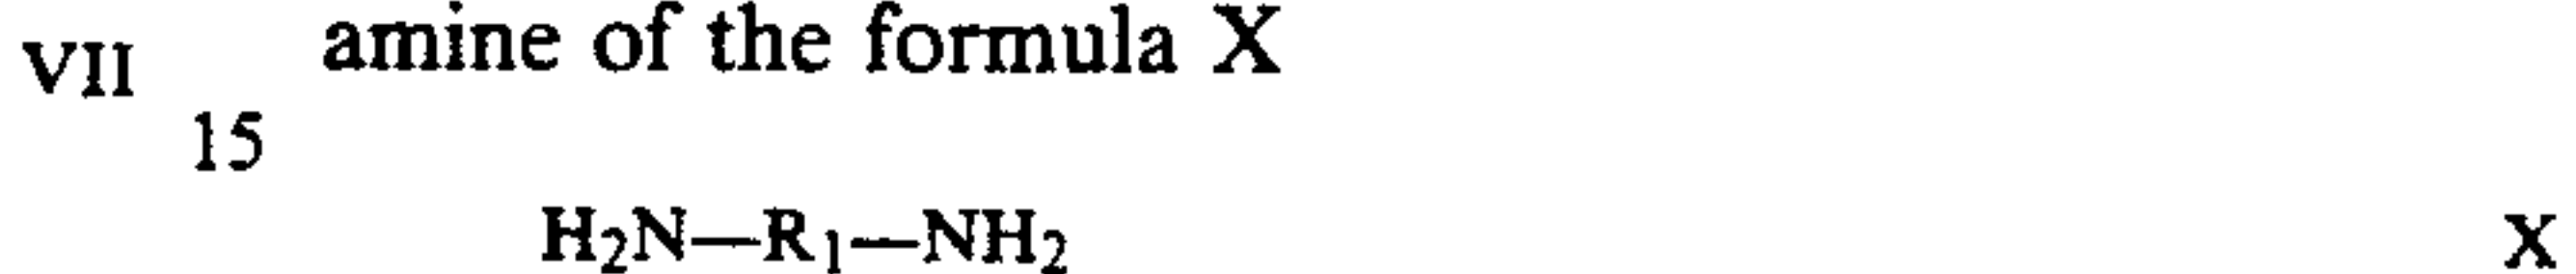 VII
amine of the formula X
15
H₂N—R₁—NH₂ X